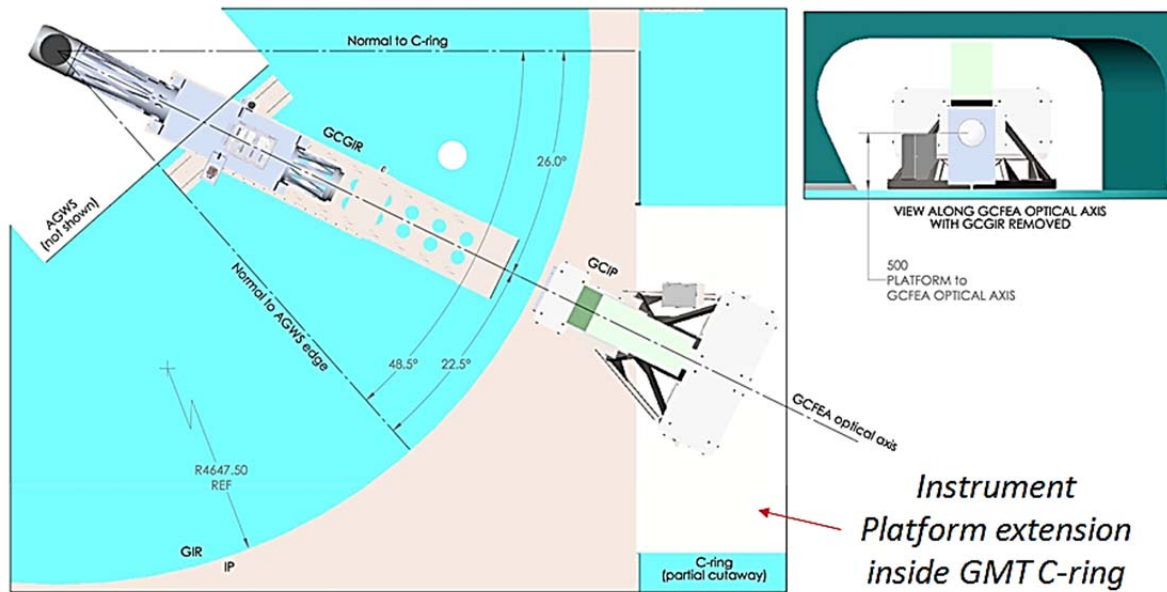 Normal to C-ring
GCGIR
26.0°
AGWS
(not shown)
Normal to AGWS edge
GCIP
48.5°
22.5°
GCFEA optical axis
R4647.50
REF
GIR
IP
C-ring
(partial cutaway)
VIEW ALONG GCFEA OPTICAL AXIS
WITH GCGIR REMOVED
500
PLATFORM to
GCFEA OPTICAL AXIS
Instrument
Platform extension
inside GMT C-ring